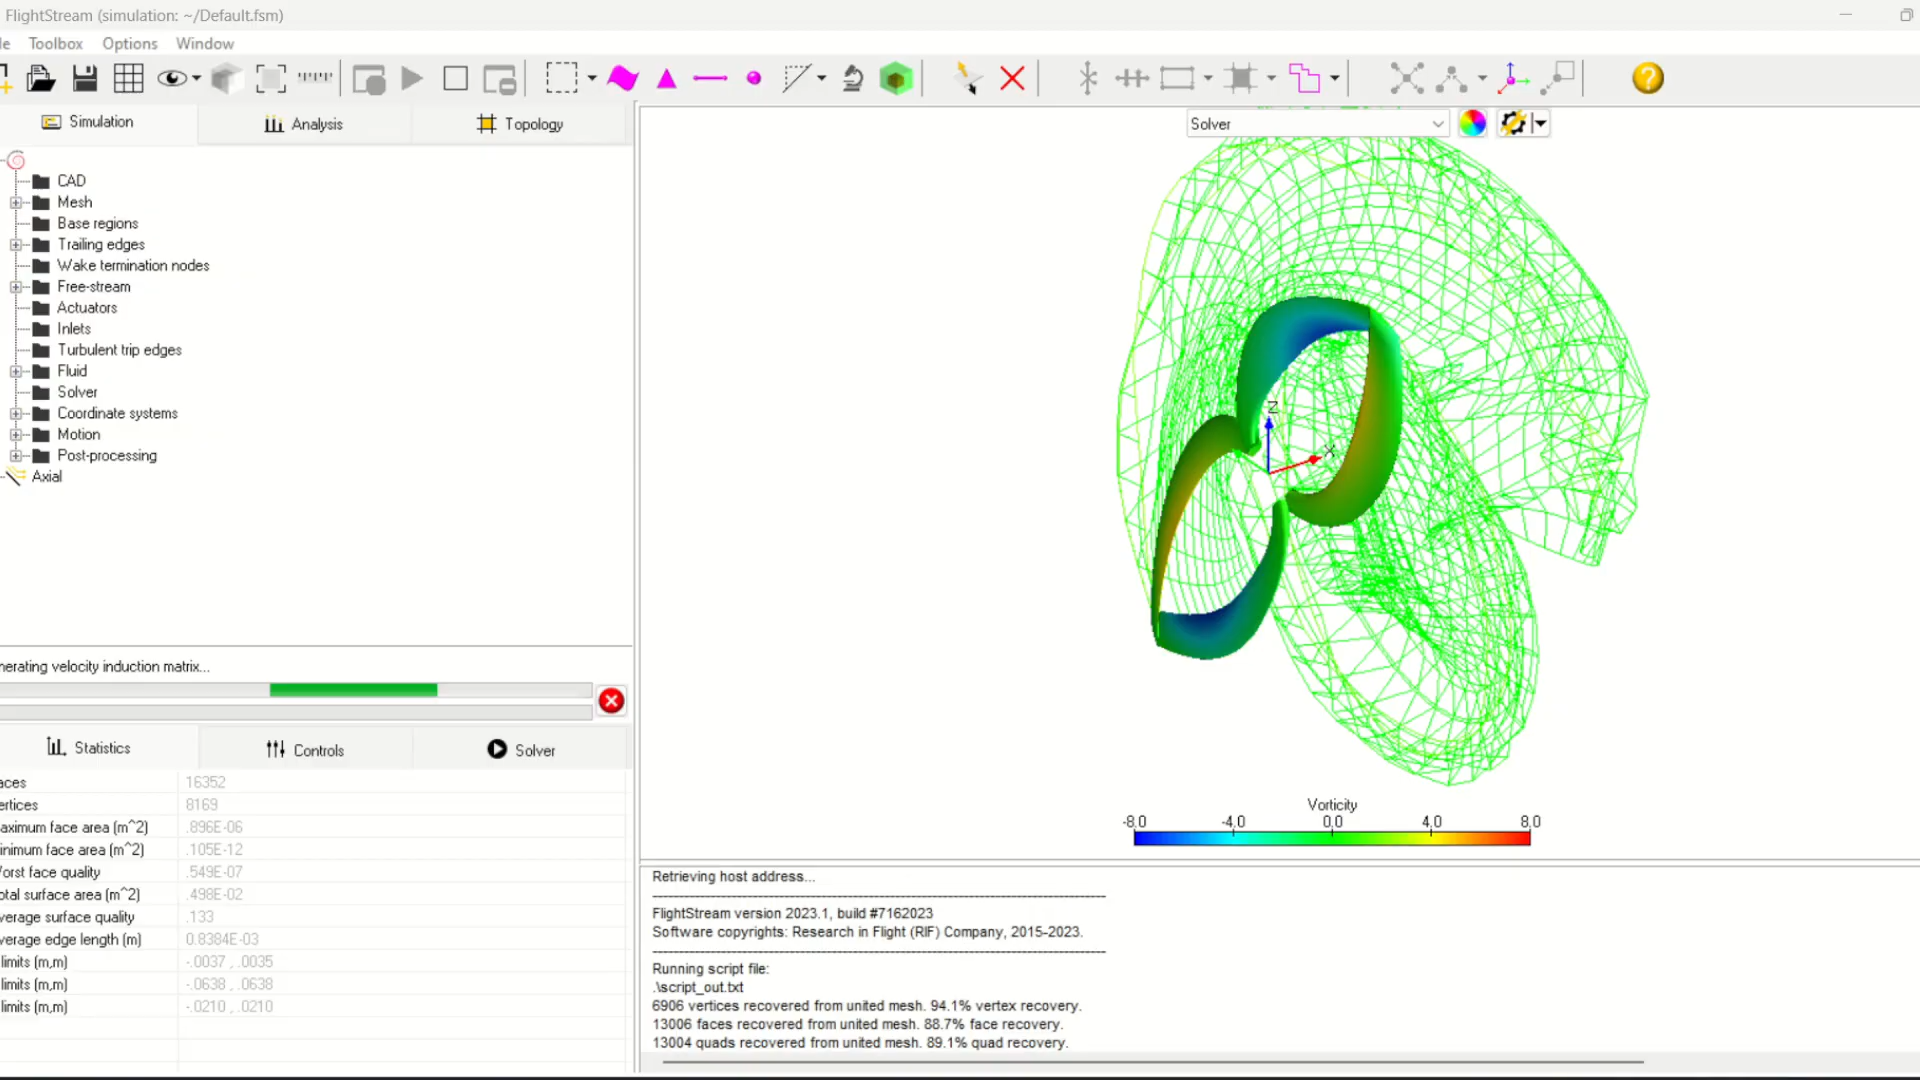 FlightStream (simulation: ~/Default.fsm)
le Toolbox Options Window
Simulation Analysis Topology
Solver
CAD
Mesh
Base regions
Trailing edges
Wake termination nodes
Free-stream
Actuators
Inlets
Turbulent trip edges
Fluid
Solver
Coordinate systems
Motion
Post-processing
Axial
Z
X
nerating velocity induction matrix...
Statistics Controls Solver
aces 16352
ertices 8169
aximum face area (m^2) .896E-06
inimum face area (m^2) .105E-12
orst face quality .549E-07
otal surface area (m^2) .498E-02
verage surface quality .133
verage edge length (m) 0.8384E-03
limits (m,m) -.0037 , .0035
limits (m,m) -.0638 , .0638
limits (m,m) -.0210 , .0210
Vorticity
-8.0 -4.0 0.0 4.0 8.0
Retrieving host address...
FlightStream version 2023.1, build #7162023
Software copyrights: Research in Flight (RIF) Company, 2015-2023.
Running script file:
.\script_out.txt
6906 vertices recovered from united mesh. 94.1% vertex recovery.
13006 faces recovered from united mesh. 88.7% face recovery.
13004 quads recovered from united mesh. 89.1% quad recovery.